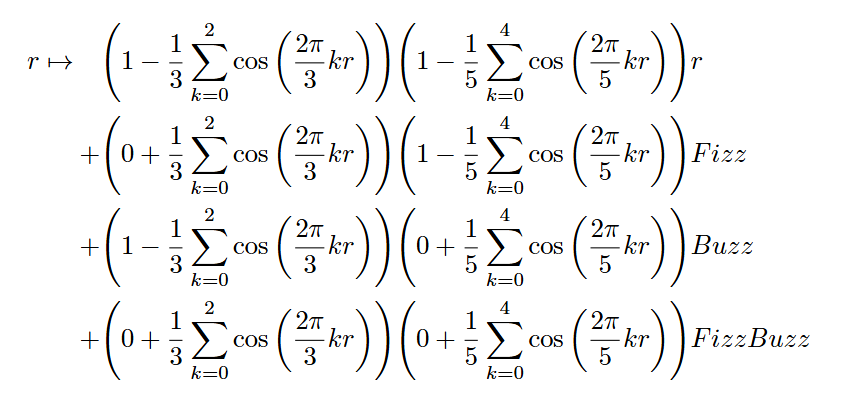 r ↦ (1 − 1/3 ∑_{k=0}^{2} cos(2π/3 kr)) (1 − 1/5 ∑_{k=0}^{4} cos(2π/5 kr)) r
+ (0 + 1/3 ∑_{k=0}^{2} cos(2π/3 kr)) (1 − 1/5 ∑_{k=0}^{4} cos(2π/5 kr)) Fizz
+ (1 − 1/3 ∑_{k=0}^{2} cos(2π/3 kr)) (0 + 1/5 ∑_{k=0}^{4} cos(2π/5 kr)) Buzz
+ (0 + 1/3 ∑_{k=0}^{2} cos(2π/3 kr)) (0 + 1/5 ∑_{k=0}^{4} cos(2π/5 kr)) FizzBuzz